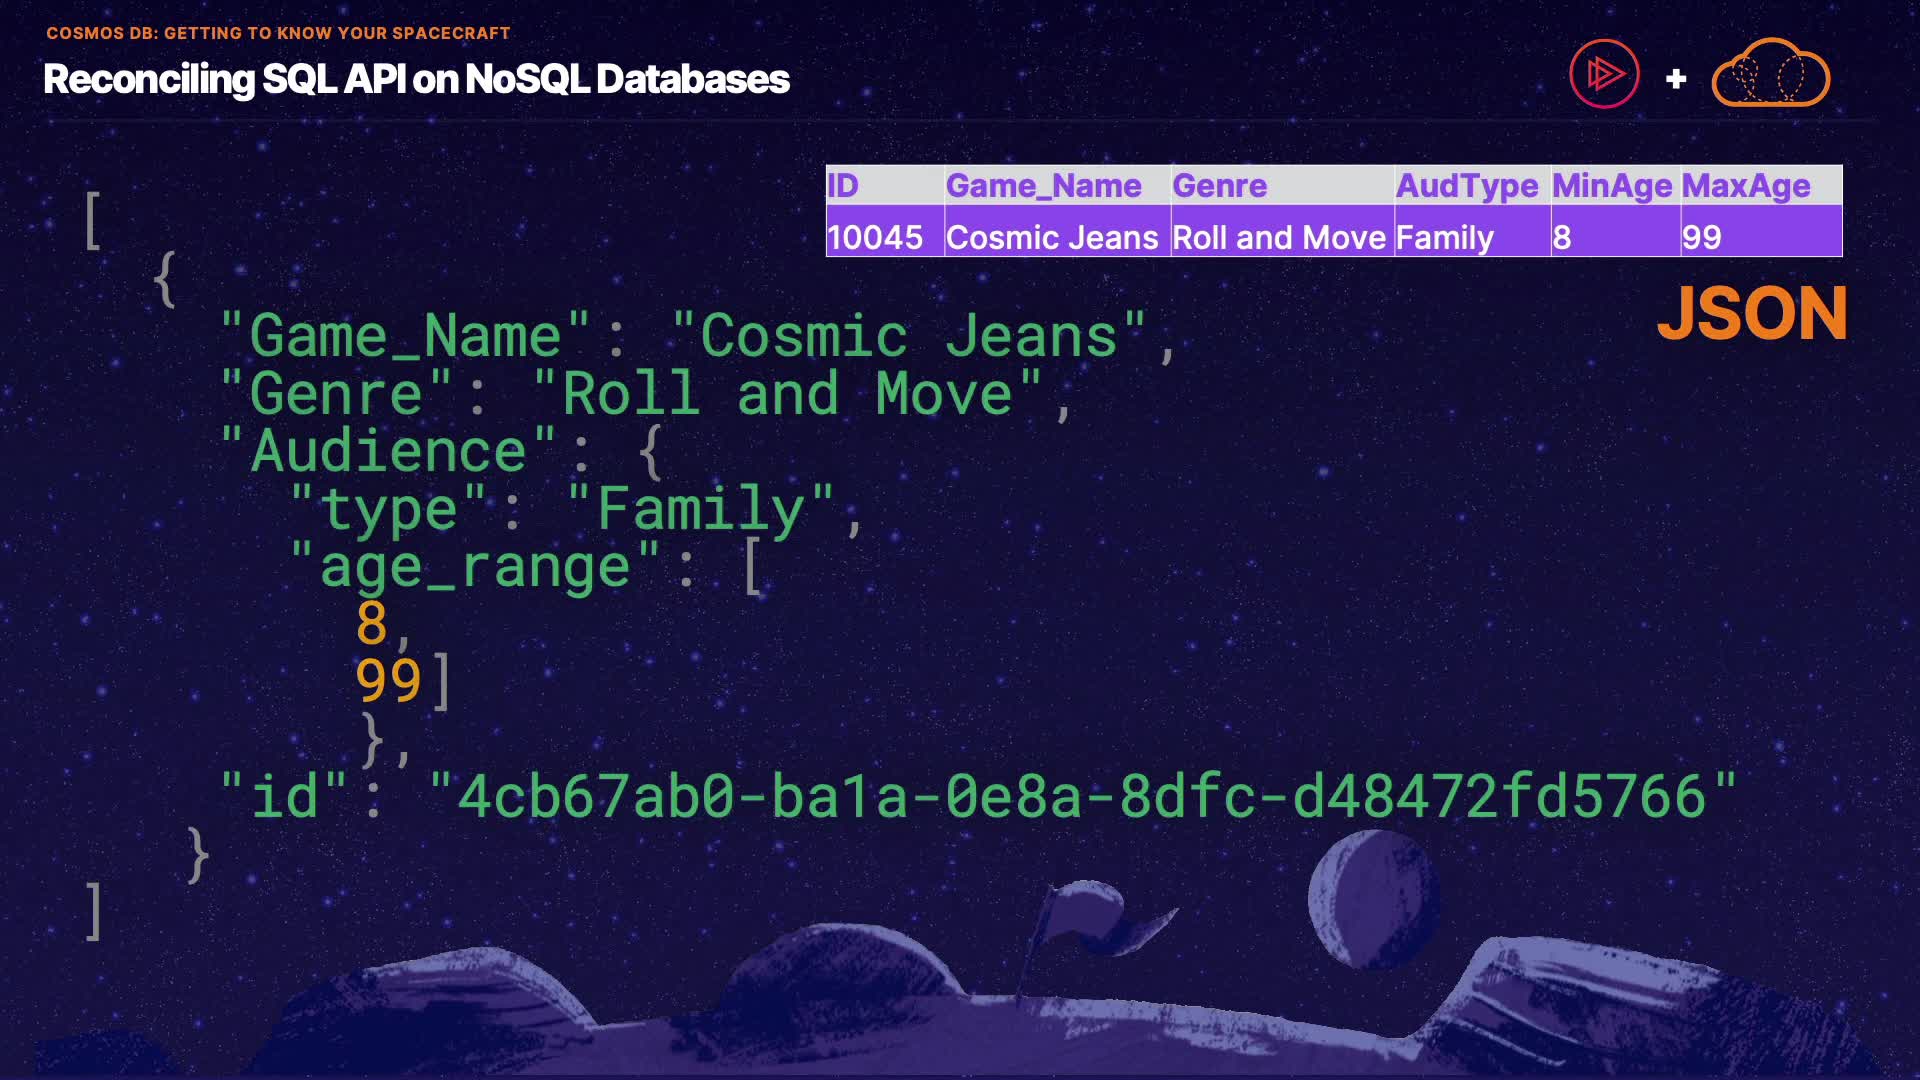 COSMOS DB: GETTING TO KNOW YOUR SPACECRAFT
Reconciling SQL API on NoSQL Databases
+
ID Game_Name Genre AudType MinAge MaxAge
10045 Cosmic Jeans Roll and Move Family 8 99
JSON
[
{
"Game_Name": "Cosmic Jeans",
"Genre": "Roll and Move",
"Audience": {
"type": "Family",
"age_range": [
8,
99]
},
"id": "4cb67ab0-ba1a-0e8a-8dfc-d48472fd5766"
}
]